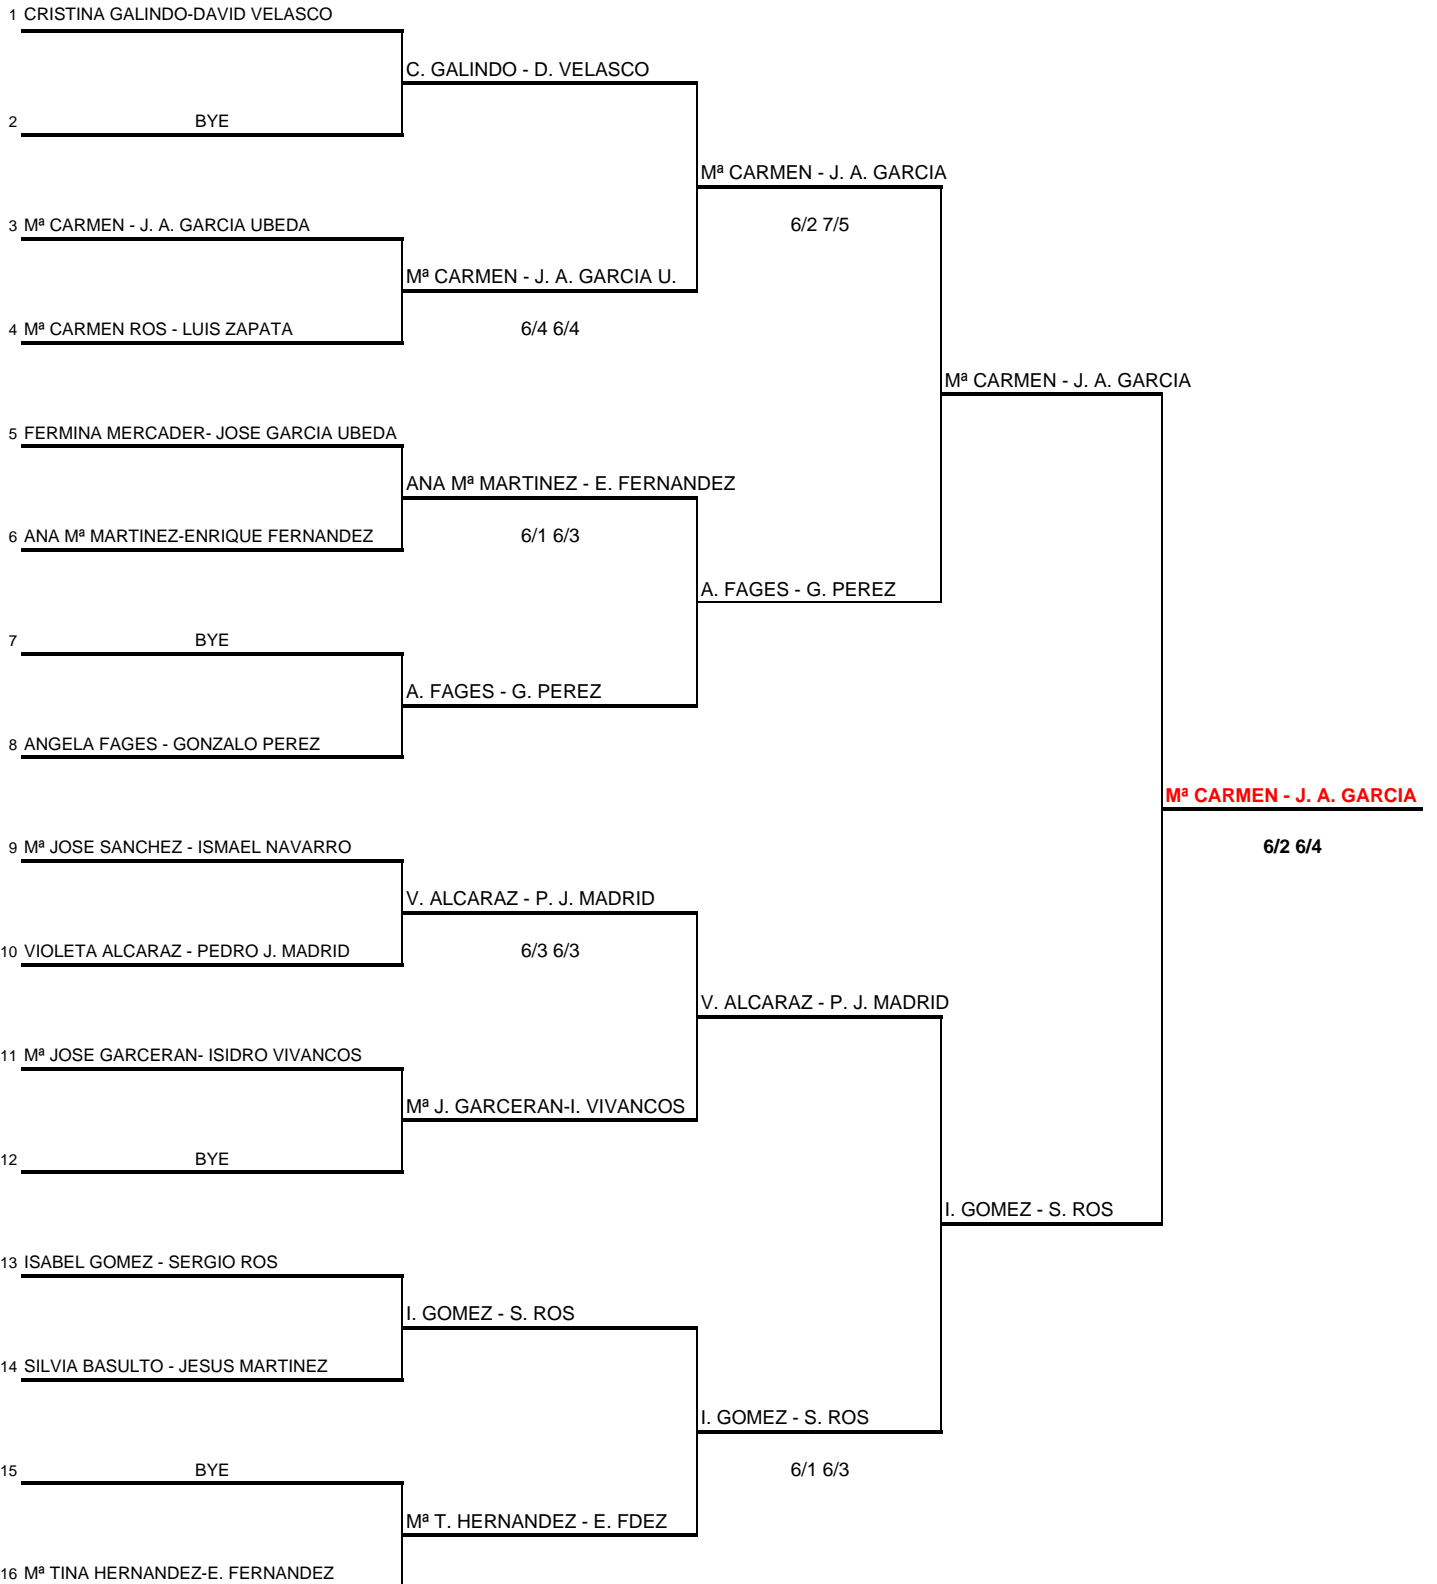 1 CRISTINA GALINDO-DAVID VELASCO
C. GALINDO - D. VELASCO
2 BYE
Mª CARMEN - J. A. GARCIA
3 Mª CARMEN - J. A. GARCIA UBEDA
6/2 7/5
Mª CARMEN - J. A. GARCIA U.
4 Mª CARMEN ROS - LUIS ZAPATA
6/4 6/4
Mª CARMEN - J. A. GARCIA
5 FERMINA MERCADER- JOSE GARCIA UBEDA
ANA Mª MARTINEZ - E. FERNANDEZ
6 ANA Mª MARTINEZ-ENRIQUE FERNANDEZ
6/1 6/3
A. FAGES - G. PEREZ
7 BYE
A. FAGES - G. PEREZ
8 ANGELA FAGES - GONZALO PEREZ
Mª CARMEN - J. A. GARCIA
9 Mª JOSE SANCHEZ - ISMAEL NAVARRO
6/2 6/4
V. ALCARAZ - P. J. MADRID
10 VIOLETA ALCARAZ - PEDRO J. MADRID
6/3 6/3
V. ALCARAZ - P. J. MADRID
11 Mª JOSE GARCERAN- ISIDRO VIVANCOS
Mª J. GARCERAN-I. VIVANCOS
12 BYE
I. GOMEZ - S. ROS
13 ISABEL GOMEZ - SERGIO ROS
I. GOMEZ - S. ROS
14 SILVIA BASULTO - JESUS MARTINEZ
I. GOMEZ - S. ROS
15 BYE
6/1 6/3
Mª T. HERNANDEZ - E. FDEZ
16 Mª TINA HERNANDEZ-E. FERNANDEZ